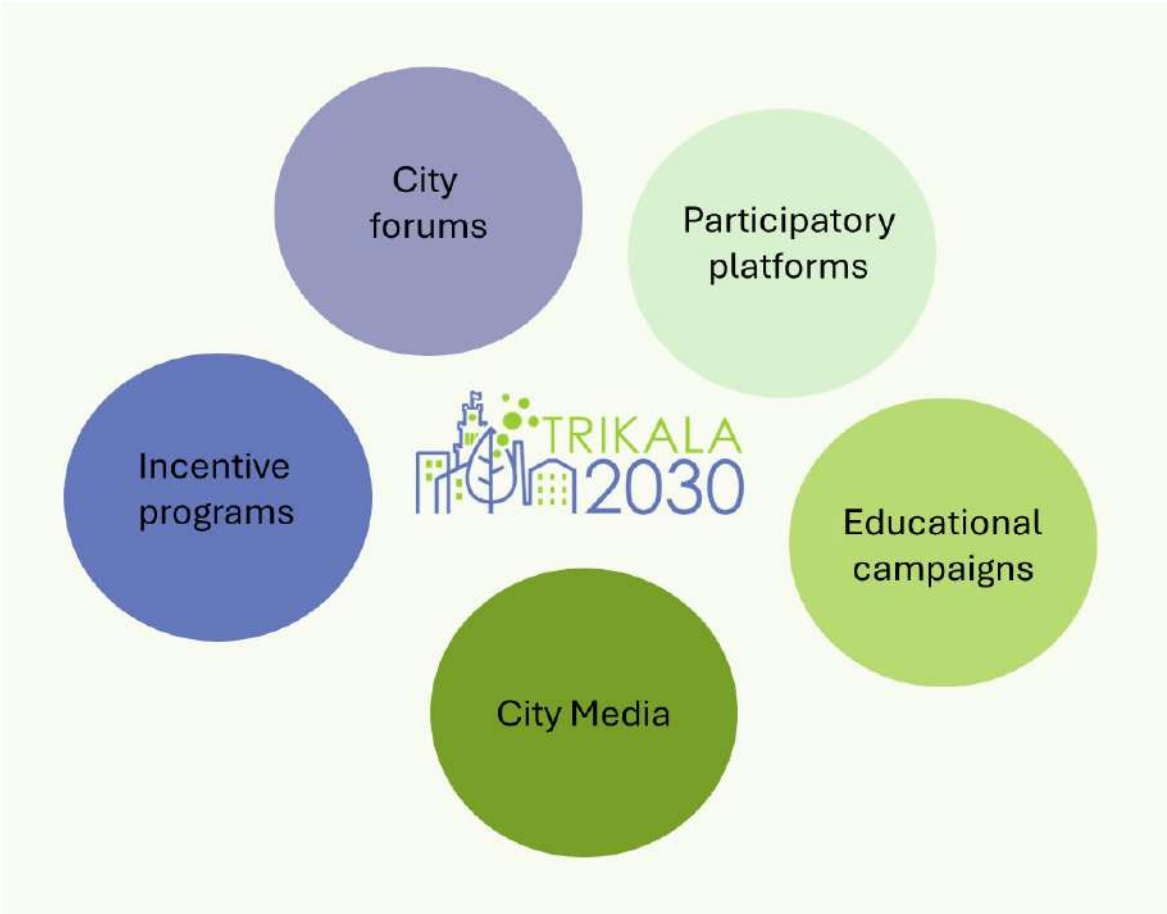 City
forums
Participatory
platforms
Incentive
programs
TRIKALA
2030
Educational
campaigns
City Media